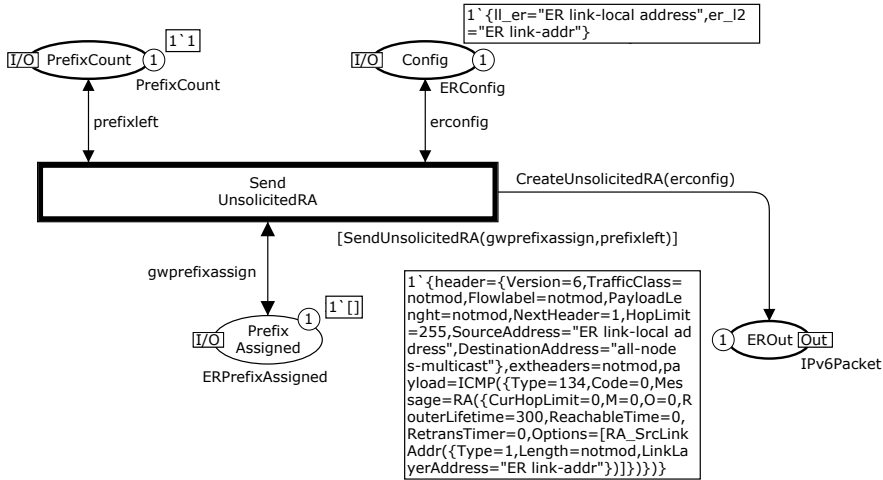 1`{ll_er="ER link-local address",er_l2
="ER link-addr"}
1`1
I/O PrefixCount 1
PrefixCount
I/O Config 1
ERConfig
prefixleft
erconfig
Send
UnsolicitedRA
CreateUnsolicitedRA(erconfig)
[SendUnsolicitedRA(gwprefixassign,prefixleft)]
gwprefixassign
1`[]
1
I/O Prefix
Assigned
ERPrefixAssigned
1`{header={Version=6,TrafficClass=
notmod,Flowlabel=notmod,PayloadLe
nght=notmod,NextHeader=1,HopLimit
=255,SourceAddress="ER link-local ad
dress",DestinationAddress="all-node
s-multicast"},extheaders=notmod,pa
yload=ICMP({Type=134,Code=0,Mes
sage=RA({CurHopLimit=0,M=0,O=0,R
outerLifetime=300,ReachableTime=0,
RetransTimer=0,Options=[RA_SrcLink
Addr({Type=1,Length=notmod,LinkLa
yerAddress="ER link-addr"})]})})}
1 EROut Out
IPv6Packet